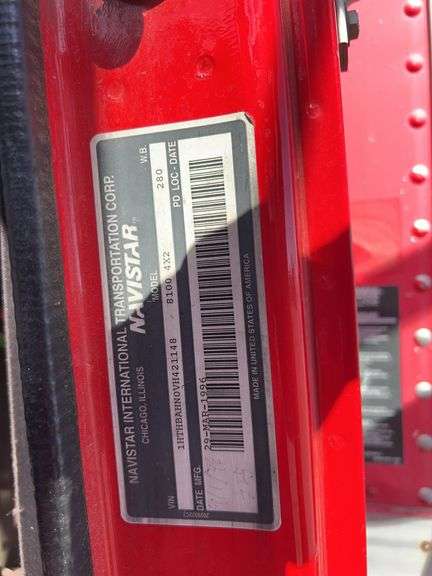 NAVISTAR INTERNATIONAL TRANSPORTATION CORP.
CHICAGO, ILLINOIS
NAVISTAR
MODEL
W.B.
8100 4X2
280
VIN
1HTHBAHN0VH421148
PD LOC-DATE
DATE MFG.
29-MAR-1996
MADE IN UNITED STATES OF AMERICA